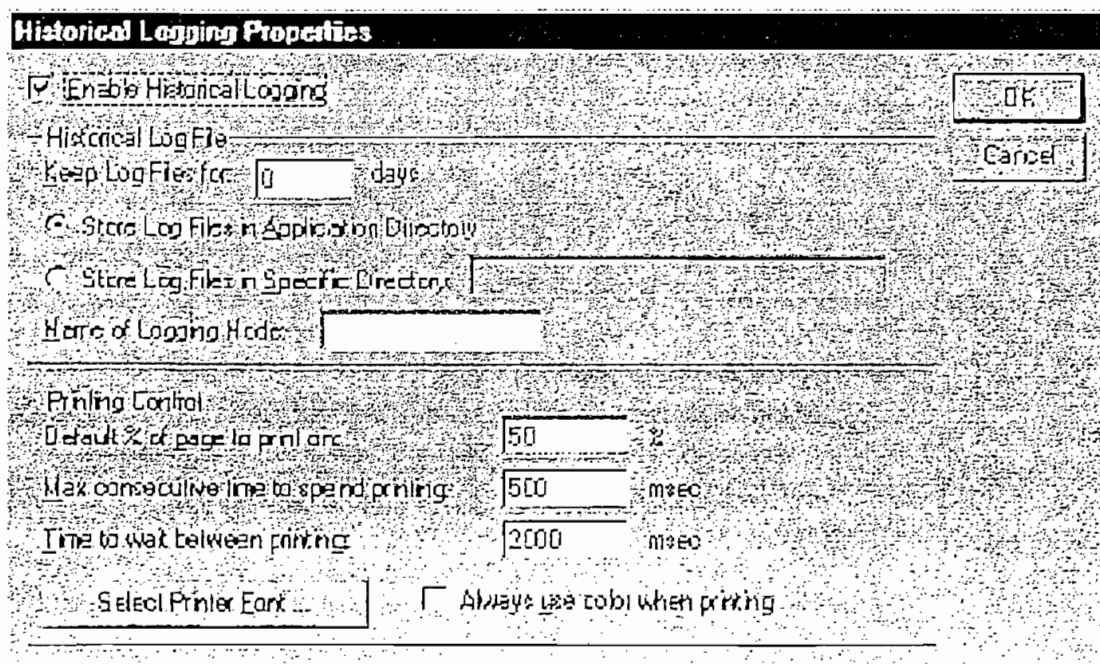 Historical Logging Properties
Enable Historical Logging
OK
Historical Log File
Cancel
Keep Log Files for: 0 days
Store Log Files in Application Directory
Store Log Files in Specific Directory:
Name of Logging Node:
Printing Control
Default % of page to print on: 50 %
Max consecutive time to spend printing: 500 msec
Time to wait between printing: 2000 msec
Select Printer Font ...
Always use color when printing